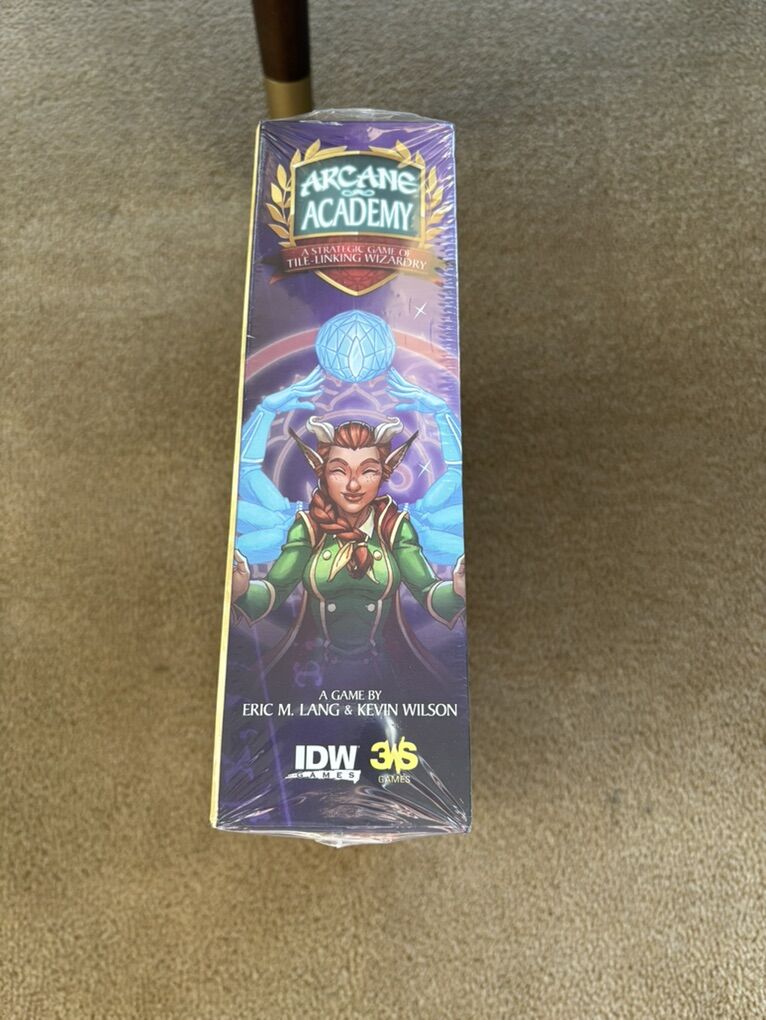 ARCANE
ACADEMY
A STRATEGIC GAME OF
TILE-LINKING WIZARDRY
A GAME BY
ERIC M. LANG & KEVIN WILSON
IDW 3WS
GAMES GAMES